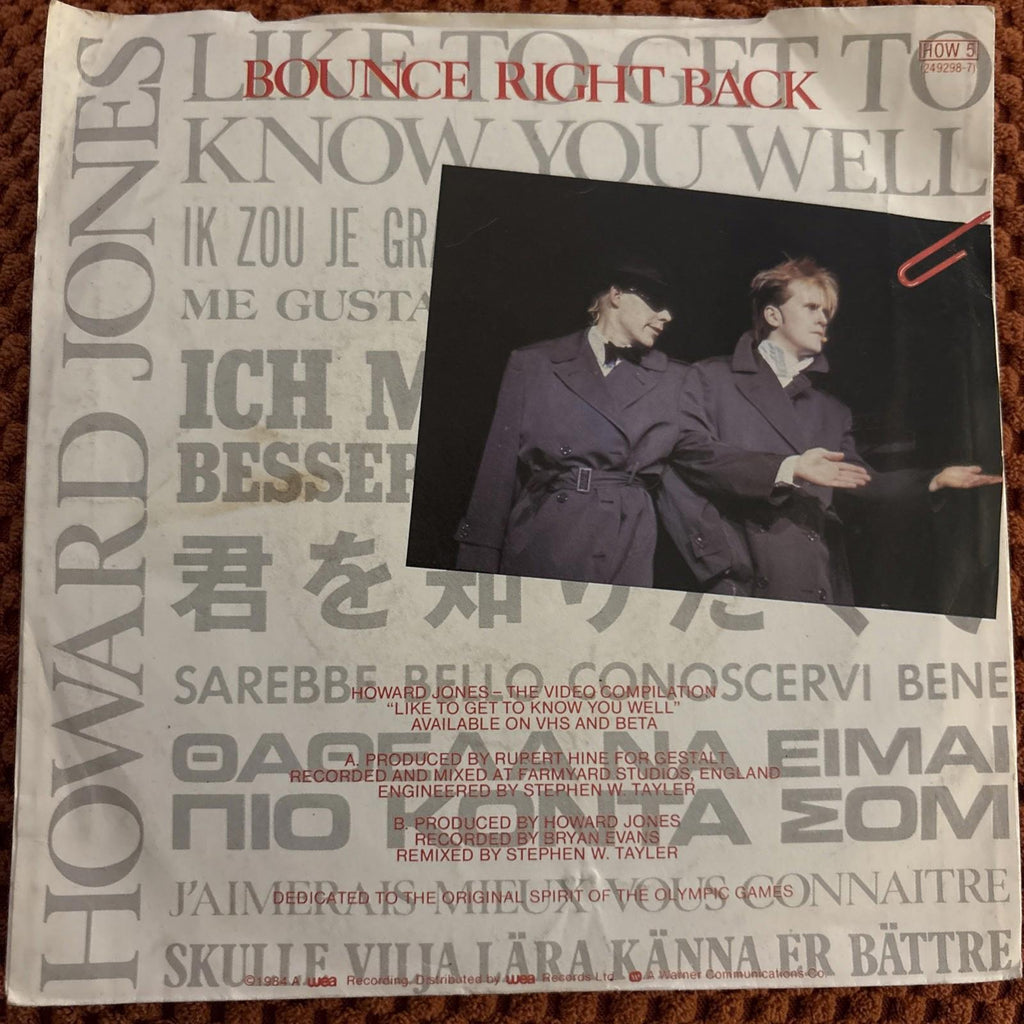 HOWARD JONES
LIKE TO GET TO
KNOW YOU WELL
BOUNCE RIGHT BACK
HOW 5
(249298-7)
IK ZOU JE GRA
ME GUSTA
ICH M
BESSER
君を知りたい
SAREBBE BELLO CONOSCERVI BENE
HOWARD JONES – THE VIDEO COMPILATION
"LIKE TO GET TO KNOW YOU WELL"
AVAILABLE ON VHS AND BETA
ΘΑΘΕΛΑ ΝΑ ΕΙΜΑΙ
A. PRODUCED BY RUPERT HINE FOR GESTALT
RECORDED AND MIXED AT FARMYARD STUDIOS, ENGLAND
ENGINEERED BY STEPHEN W. TAYLER
ΠΙΟ ΚΟΝΤΑ ΣΟΜ
B. PRODUCED BY HOWARD JONES
RECORDED BY BRYAN EVANS
REMIXED BY STEPHEN W. TAYLER
J'AIMERAIS MIEUX VOUS CONNAITRE
DEDICATED TO THE ORIGINAL SPIRIT OF THE OLYMPIC GAMES
SKULLE VILJA LÄRA KÄNNA ER BÄTTRE
©1984 A wea Recording. Distributed by wea Records Ltd. A Warner Communications Co.